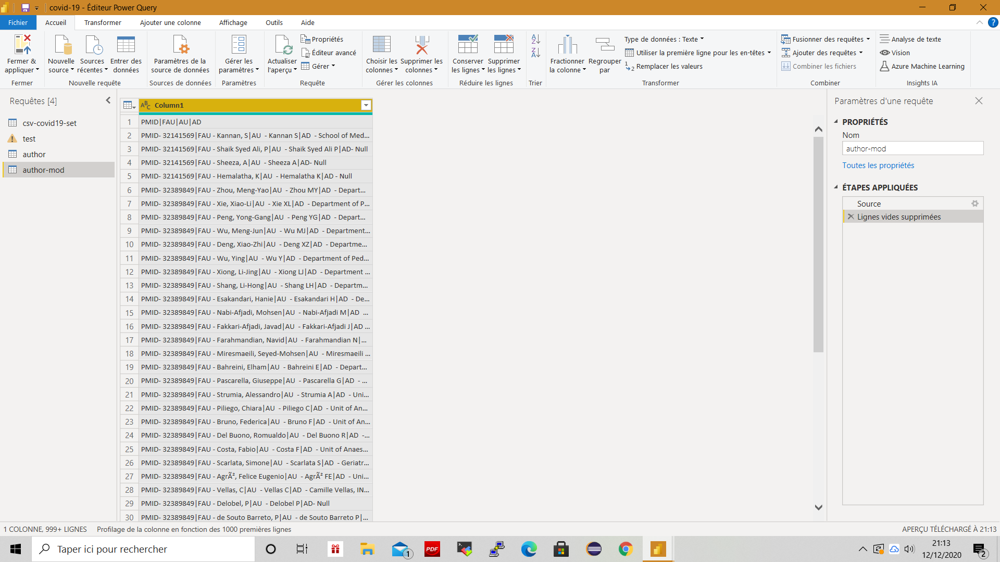 covid-19 - Éditeur Power Query
Fichier
Accueil
Transformer
Ajouter une colonne
Affichage
Outils
Aide
Fermer & appliquer
Nouvelle source
Sources récentes
Entrer des données
Paramètres de la source de données
Gérer les paramètres
Actualiser l'aperçu
Propriétés
Éditeur avancé
Gérer
Choisir les colonnes
Supprimer les colonnes
Conserver les lignes
Supprimer les lignes
Fractionner la colonne
Regrouper par
Type de données : Texte
Utiliser la première ligne pour les en-têtes
Remplacer les valeurs
Fusionner des requêtes
Ajouter des requêtes
Combiner les fichiers
Analyse de texte
Vision
Azure Machine Learning
Fermer
Nouvelle requête
Sources de données
Paramètres
Requête
Gérer les colonnes
Réduire les lignes
Trier
Transformer
Combiner
Insights IA
Requêtes [4]
csv-covid19-set
test
author
author-mod
ABC Column1
1 PMID|FAU|AU|AD
2 PMID- 32141569|FAU - Kannan, S|AU  - Kannan S|AD  - School of Med...
3 PMID- 32141569|FAU - Shaik Syed Ali, P|AU  - Shaik Syed Ali P|AD- Null
4 PMID- 32141569|FAU - Sheeza, A|AU  - Sheeza A|AD- Null
5 PMID- 32141569|FAU - Hemalatha, K|AU  - Hemalatha K|AD - Null
6 PMID- 32389849|FAU - Zhou, Meng-Yao|AU  - Zhou MY|AD  - Depart...
7 PMID- 32389849|FAU - Xie, Xiao-Li|AU  - Xie XL|AD  - Department of P...
8 PMID- 32389849|FAU - Peng, Yong-Gang|AU  - Peng YG|AD  - Depart...
9 PMID- 32389849|FAU - Wu, Meng-Jun|AU  - Wu MJ|AD  - Department...
10 PMID- 32389849|FAU - Deng, Xiao-Zhi|AU  - Deng XZ|AD  - Departme...
11 PMID- 32389849|FAU - Wu, Ying|AU  - Wu Y|AD  - Department of Ped...
12 PMID- 32389849|FAU - Xiong, Li-Jing|AU  - Xiong LJ|AD  - Department ...
13 PMID- 32389849|FAU - Shang, Li-Hong|AU  - Shang LH|AD  - Departm...
14 PMID- 32389849|FAU - Esakandari, Hanie|AU  - Esakandari H|AD  - De...
15 PMID- 32389849|FAU - Nabi-Afjadi, Mohsen|AU  - Nabi-Afjadi M|AD  ...
16 PMID- 32389849|FAU - Fakkari-Afjadi, Javad|AU  - Fakkari-Afjadi J|AD ...
17 PMID- 32389849|FAU - Farahmandian, Navid|AU  - Farahmandian N|...
18 PMID- 32389849|FAU - Miresmaeili, Seyed-Mohsen|AU  - Miresmaeili ...
19 PMID- 32389849|FAU - Bahreini, Elham|AU  - Bahreini E|AD  - Depart...
20 PMID- 32389849|FAU - Pascarella, Giuseppe|AU  - Pascarella G|AD  - ...
21 PMID- 32389849|FAU - Strumia, Alessandro|AU  - Strumia A|AD  - Uni...
22 PMID- 32389849|FAU - Piliego, Chiara|AU  - Piliego C|AD  - Unit of An...
23 PMID- 32389849|FAU - Bruno, Federica|AU  - Bruno F|AD  - Unit of An...
24 PMID- 32389849|FAU - Del Buono, Romualdo|AU  - Del Buono R|AD  -...
25 PMID- 32389849|FAU - Costa, Fabio|AU  - Costa F|AD  - Unit of Anaes...
26 PMID- 32389849|FAU - Scarlata, Simone|AU  - Scarlata S|AD  - Geriatr...
27 PMID- 32389849|FAU - AgrÃ², Felice Eugenio|AU  - AgrÃ² FE|AD  - Uni...
28 PMID- 32389849|FAU - Vellas, C|AU  - Vellas C|AD  - Camille Vellas, IN...
29 PMID- 32389849|FAU - Delobel, P|AU  - Delobel P|AD- Null
30 PMID- 32389849|FAU - de Souto Barreto, P|AU  - de Souto Barreto P|...
Paramètres d'une requête
PROPRIÉTÉS
Nom
author-mod
Toutes les propriétés
ÉTAPES APPLIQUÉES
Source
Lignes vides supprimées
1 COLONNE, 999+ LIGNES
Profilage de la colonne en fonction des 1000 premières lignes
APERÇU TÉLÉCHARGÉ À 21:13
Taper ici pour rechercher
1
PDF
21:13
12/12/2020
2